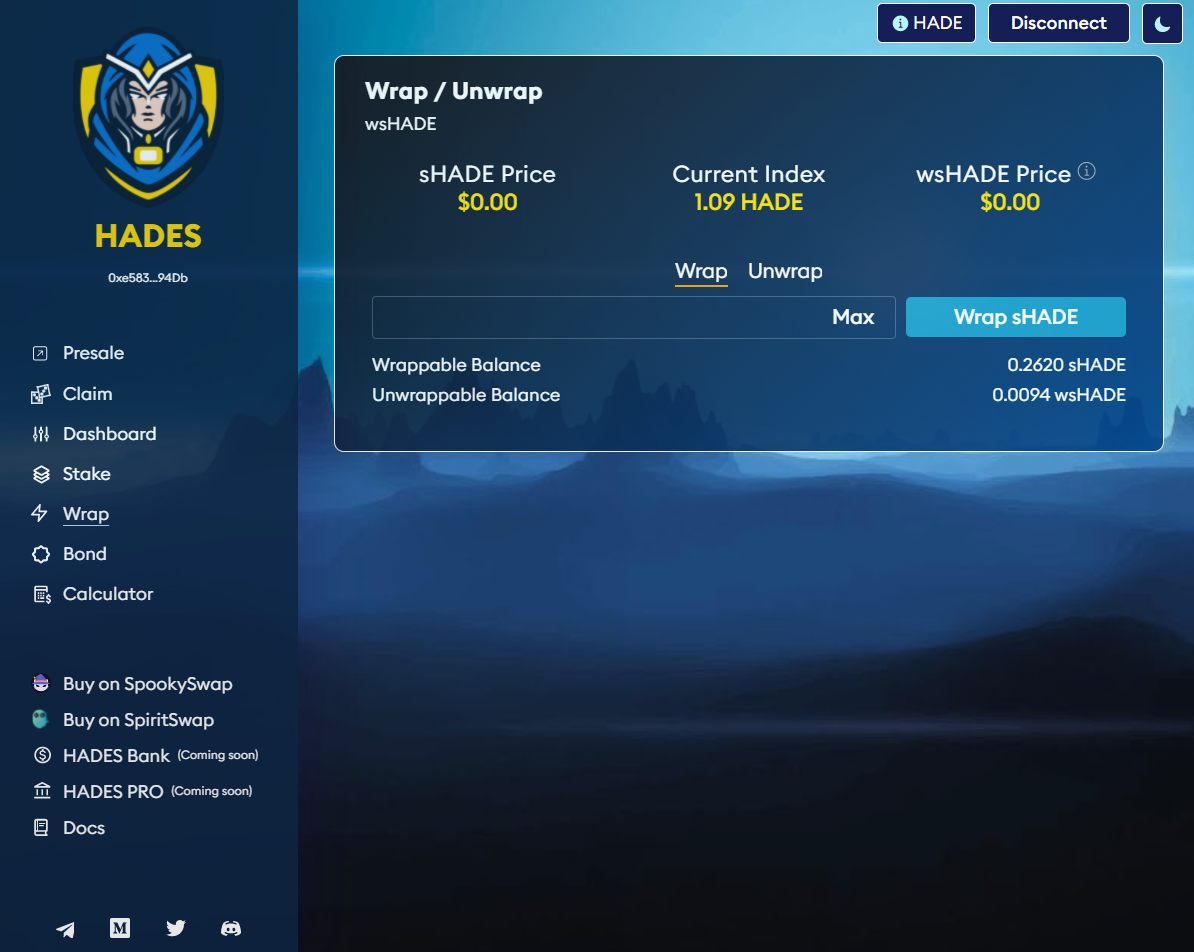 HADE
Disconnect
HADES
0xe583...94Db
Presale
Claim
Dashboard
Stake
Wrap
Bond
Calculator
Buy on SpookySwap
Buy on SpiritSwap
HADES Bank (Coming soon)
HADES PRO (Coming soon)
Docs
M
Wrap / Unwrap
wsHADE
sHADE Price
$0.00
Current Index
1.09 HADE
wsHADE Price
$0.00
Wrap Unwrap
Max
Wrap sHADE
Wrappable Balance 0.2620 sHADE
Unwrappable Balance 0.0094 wsHADE